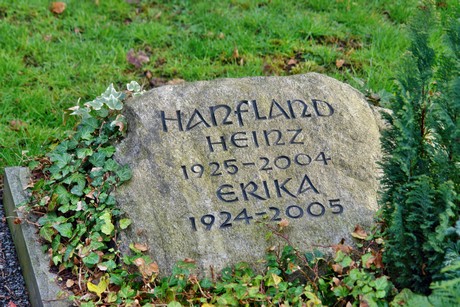 HANFLAND
HEINZ
1925-2004
ERIKA
1924-2005